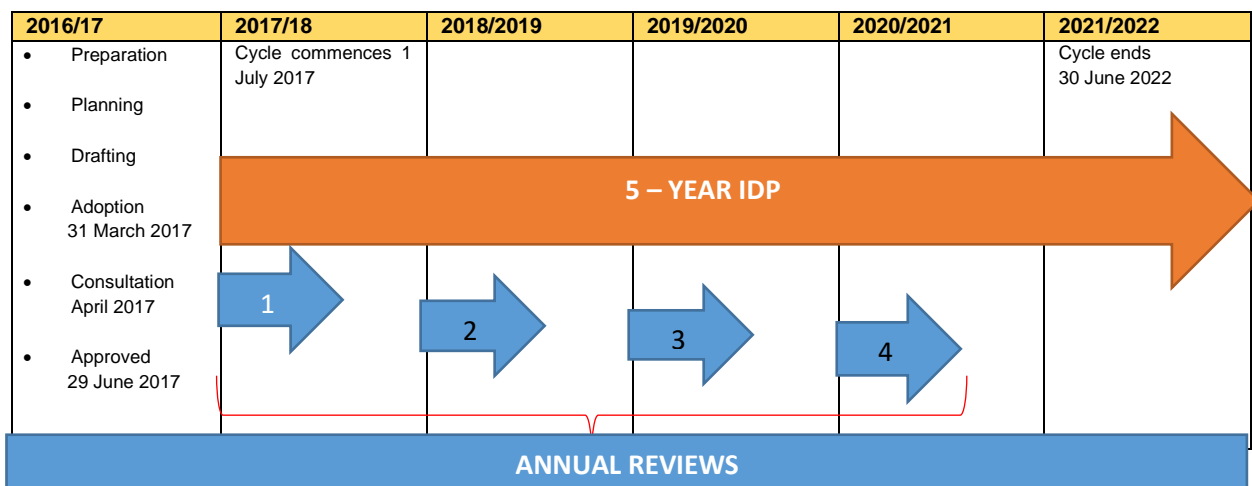 2016/17
2017/18
2018/2019
2019/2020
2020/2021
2021/2022
• Preparation
• Planning
• Drafting
• Adoption
31 March 2017
• Consultation
April 2017
• Approved
29 June 2017
Cycle commences 1
July 2017
Cycle ends
30 June 2022
5 – YEAR IDP
1
2
3
4
ANNUAL REVIEWS